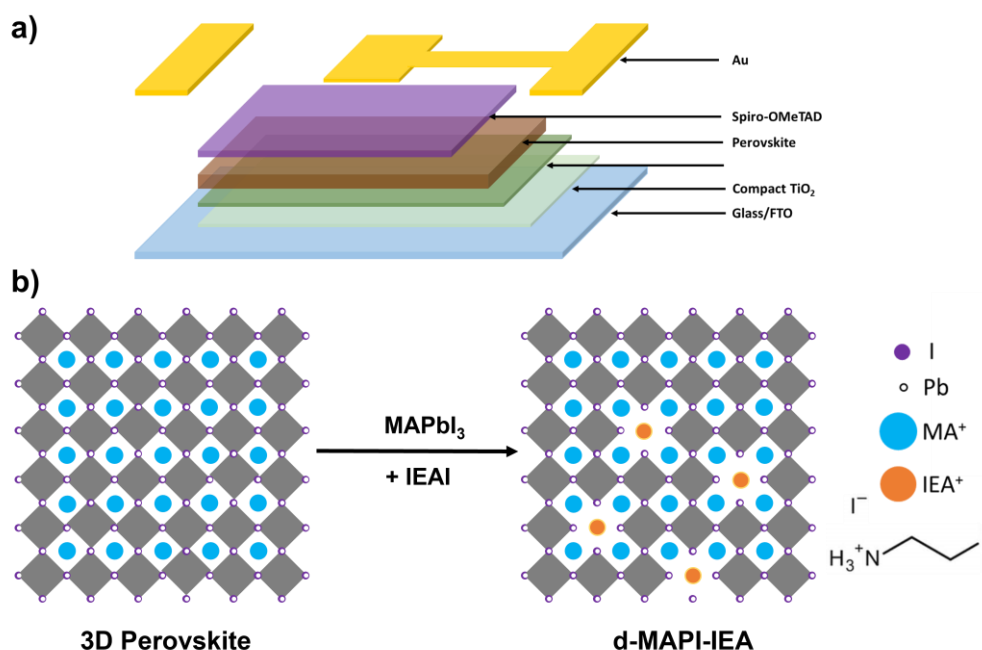 a)
Au
Spiro-OMeTAD
Perovskite
Compact TiO₂
Glass/FTO
b)
MAPbI₃
+ IEAI
I
Pb
MA⁺
IEA⁺
I⁻
H₃⁺N
3D Perovskite
d-MAPI-IEA